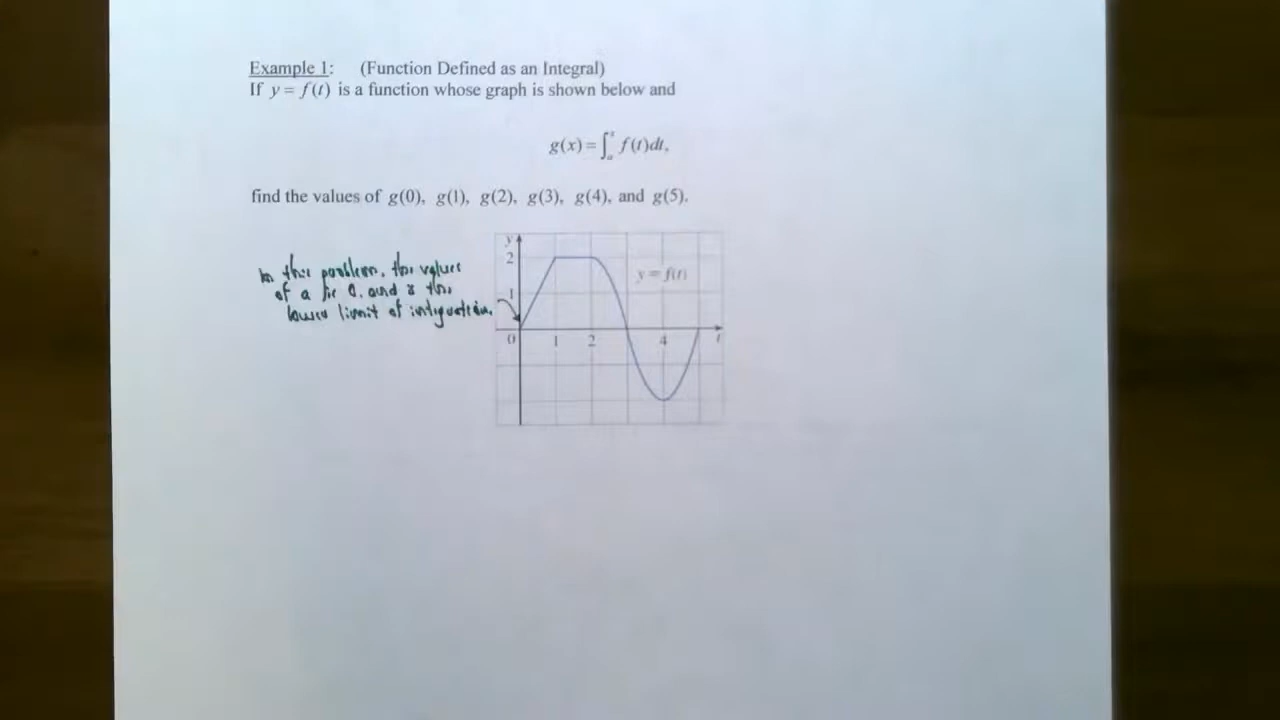 Example 1: (Function Defined as an Integral)
If y = f(t) is a function whose graph is shown below and
g(x) = ∫ₐˣ f(t)dt,
find the values of g(0), g(1), g(2), g(3), g(4), and g(5).
In this problem, the values
of a is 0, and is the
lower limit of integration.
y
2
y = f(t)
1
0 1 2 4 t